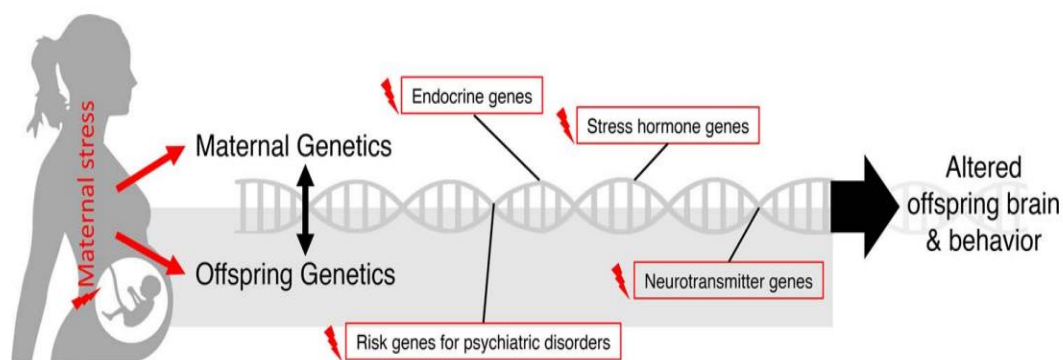 Maternal stress
Maternal Genetics
Offspring Genetics
Endocrine genes
Stress hormone genes
Neurotransmitter genes
Risk genes for psychiatric disorders
Altered
offspring brain
& behavior